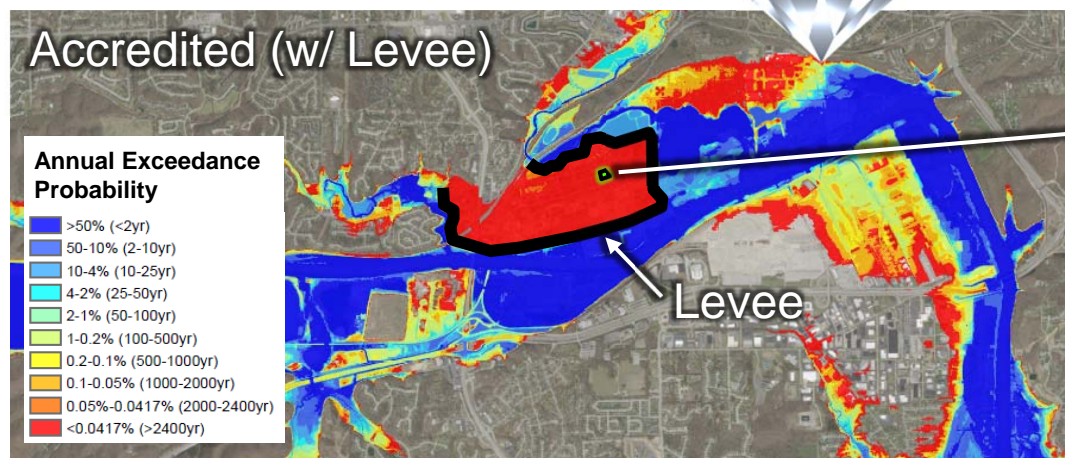 Accredited (w/ Levee)
Annual Exceedance
Probability
>50% (<2yr)
50-10% (2-10yr)
10-4% (10-25yr)
4-2% (25-50yr)
2-1% (50-100yr)
1-0.2% (100-500yr)
0.2-0.1% (500-1000yr)
0.1-0.05% (1000-2000yr)
0.05%-0.0417% (2000-2400yr)
<0.0417% (>2400yr)
Levee